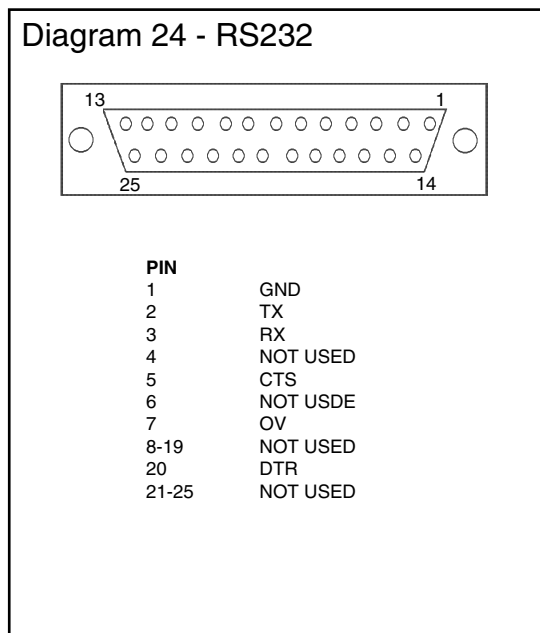 Diagram 24 - RS232
13 1
25 14
PIN
1 GND
2 TX
3 RX
4 NOT USED
5 CTS
6 NOT USDE
7 OV
8-19 NOT USED
20 DTR
21-25 NOT USED